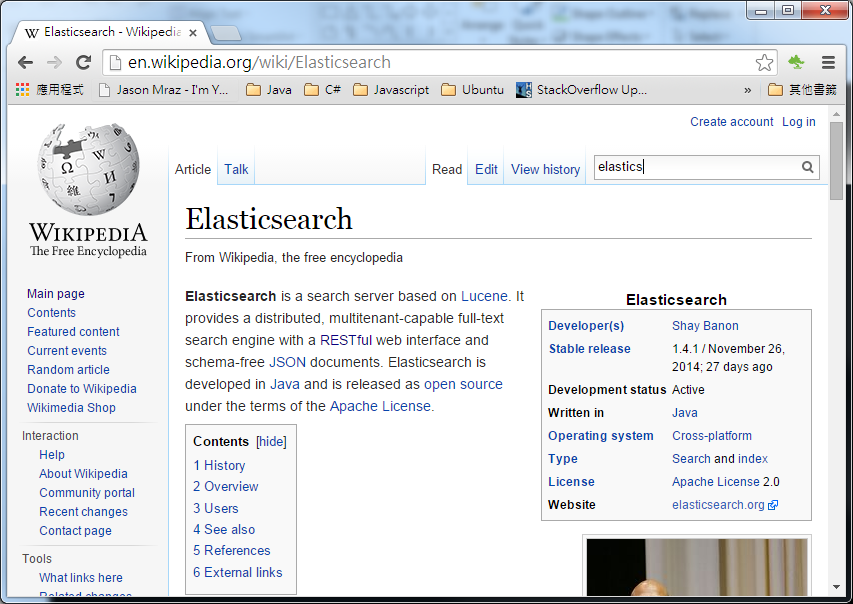 Elasticsearch - Wikipedia
en.wikipedia.org/wiki/Elasticsearch
應用程式 Jason Mraz - I'm Y... Java C# Javascript Ubuntu StackOverflow Up... » 其他書籤
Create account Log in
Article Talk Read Edit View history elastics
WIKIPEDIA
The Free Encyclopedia
Main page
Contents
Featured content
Current events
Random article
Donate to Wikipedia
Wikimedia Shop
Interaction
Help
About Wikipedia
Community portal
Recent changes
Contact page
Tools
What links here
Related changes
Elasticsearch
From Wikipedia, the free encyclopedia
Elasticsearch is a search server based on Lucene. It
provides a distributed, multitenant-capable full-text
search engine with a RESTful web interface and
schema-free JSON documents. Elasticsearch is
developed in Java and is released as open source
under the terms of the Apache License.
Contents [hide]
1 History
2 Overview
3 Users
4 See also
5 References
6 External links
Elasticsearch
Developer(s) Shay Banon
Stable release 1.4.1 / November 26,
2014; 27 days ago
Development status Active
Written in Java
Operating system Cross-platform
Type Search and index
License Apache License 2.0
Website elasticsearch.org